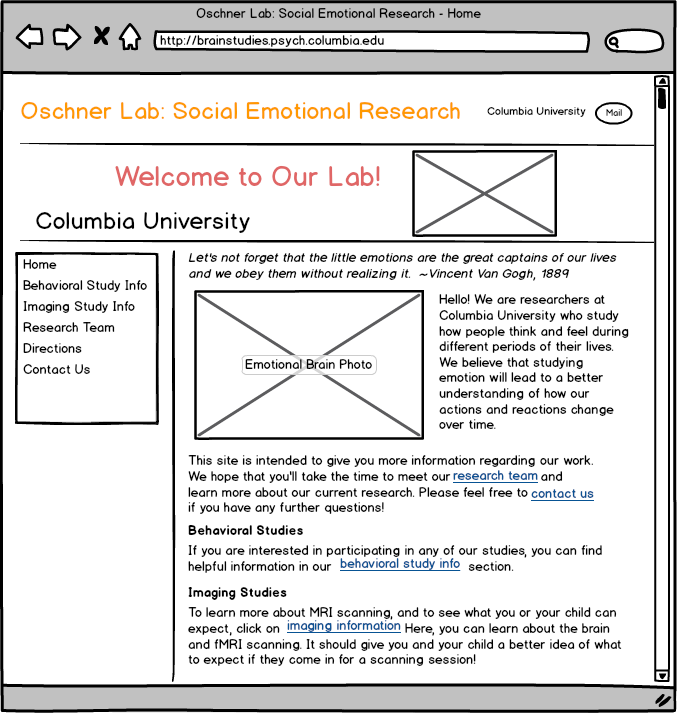 Oschner Lab: Social Emotional Research - Home
http://brainstudies.psych.columbia.edu
Oschner Lab: Social Emotional Research
Columbia University
Mail
Welcome to Our Lab!
Columbia University
Home
Behavioral Study Info
Imaging Study Info
Research Team
Directions
Contact Us
Let's not forget that the little emotions are the great captains of our lives
and we obey them without realizing it. ~Vincent Van Gogh, 1889
Emotional Brain Photo
Hello! We are researchers at
Columbia University who study
how people think and feel during
different periods of their lives.
We believe that studying
emotion will lead to a better
understanding of how our
actions and reactions change
over time.
This site is intended to give you more information regarding our work.
We hope that you'll take the time to meet our research team and
learn more about our current research. Please feel free to contact us
if you have any further questions!
Behavioral Studies
If you are interested in participating in any of our studies, you can find
helpful information in our behavioral study info section.
Imaging Studies
To learn more about MRI scanning, and to see what you or your child can
expect, click on imaging information Here, you can learn about the brain
and fMRI scanning. It should give you and your child a better idea of what
to expect if they come in for a scanning session!